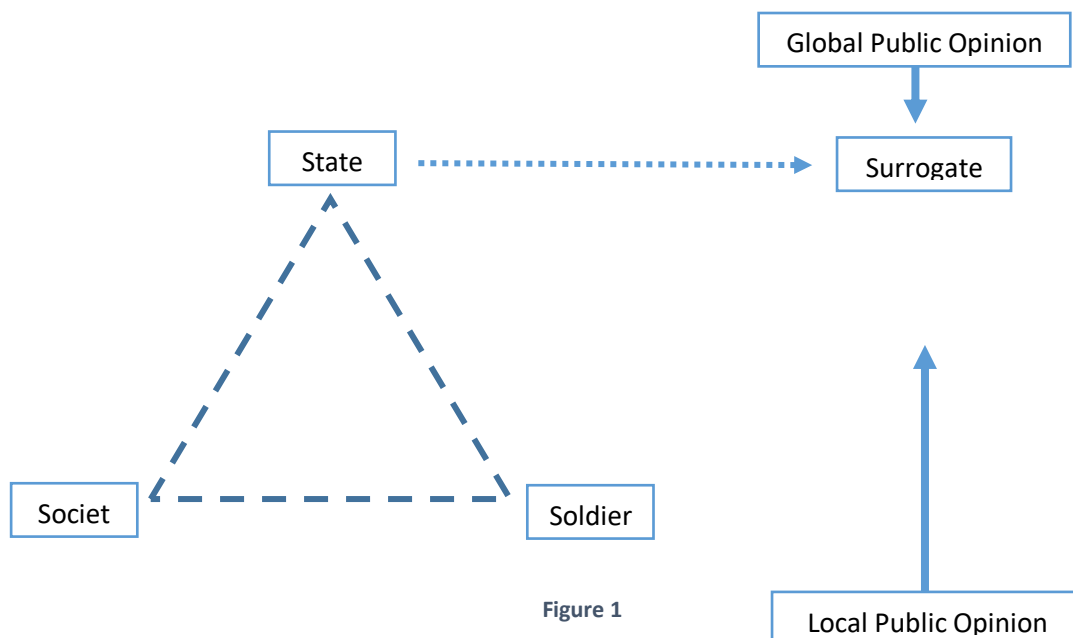 Global Public Opinion
State
Surrogate
Societ
Soldier
Figure 1
Local Public Opinion